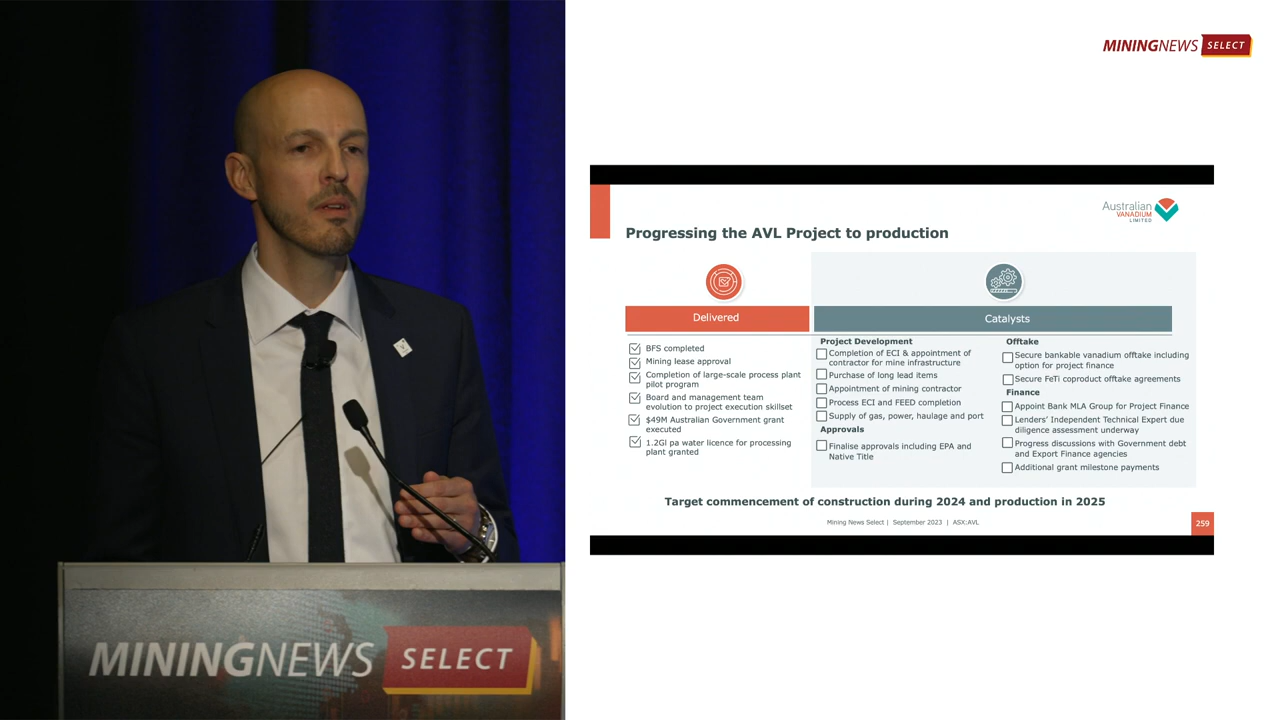 MININGNEWS SELECT
Australian
VANADIUM
LIMITED
Progressing the AVL Project to production
Delivered
BFS completed
Mining lease approval
Completion of large-scale process plant
pilot program
Board and management team
evolution to project execution skillset
$49M Australian Government grant
executed
1.2Gl pa water licence for processing
plant granted
Catalysts
Project Development
Completion of ECI & appointment of
contractor for mine infrastructure
Purchase of long lead items
Appointment of mining contractor
Process ECI and FEED completion
Supply of gas, power, haulage and port
Approvals
Finalise approvals including EPA and
Native Title
Offtake
Secure bankable vanadium offtake including
option for project finance
Secure FeTi coproduct offtake agreements
Finance
Appoint Bank MLA Group for Project Finance
Lenders’ Independent Technical Expert due
diligence assessment underway
Progress discussions with Government debt
and Export Finance agencies
Additional grant milestone payments
Target commencement of construction during 2024 and production in 2025
Mining News Select | September 2023 | ASX:AVL
259
MININGNEWS SELECT